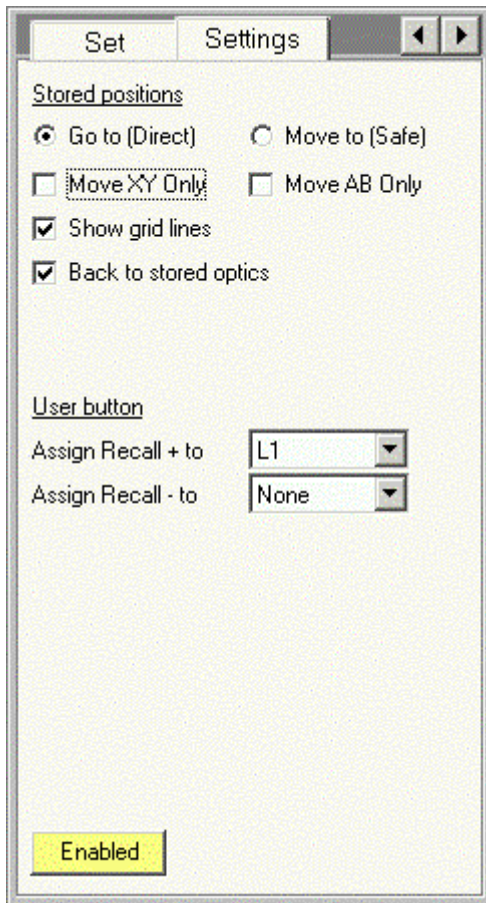 Set Settings
Stored positions
Go to (Direct) Move to (Safe)
Move XY Only Move AB Only
Show grid lines
Back to stored optics
User button
Assign Recall + to L1
Assign Recall - to None
Enabled